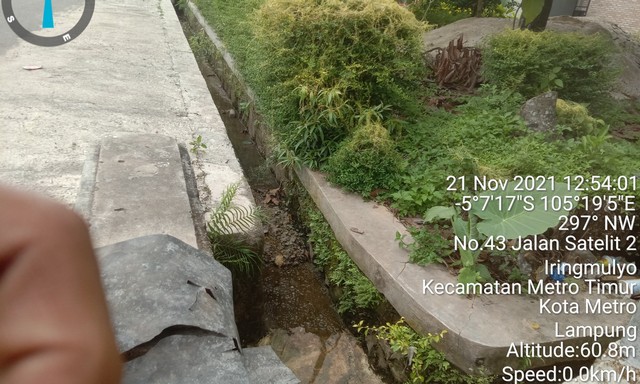 S
E
21 Nov 2021 12:54:01
-5°7'17"S 105°19'5"E
297° NW
No.43 Jalan Satelit 2
Iringmulyo
Kecamatan Metro Timur
Kota Metro
Lampung
Altitude:60.8m
Speed:0.0km/h